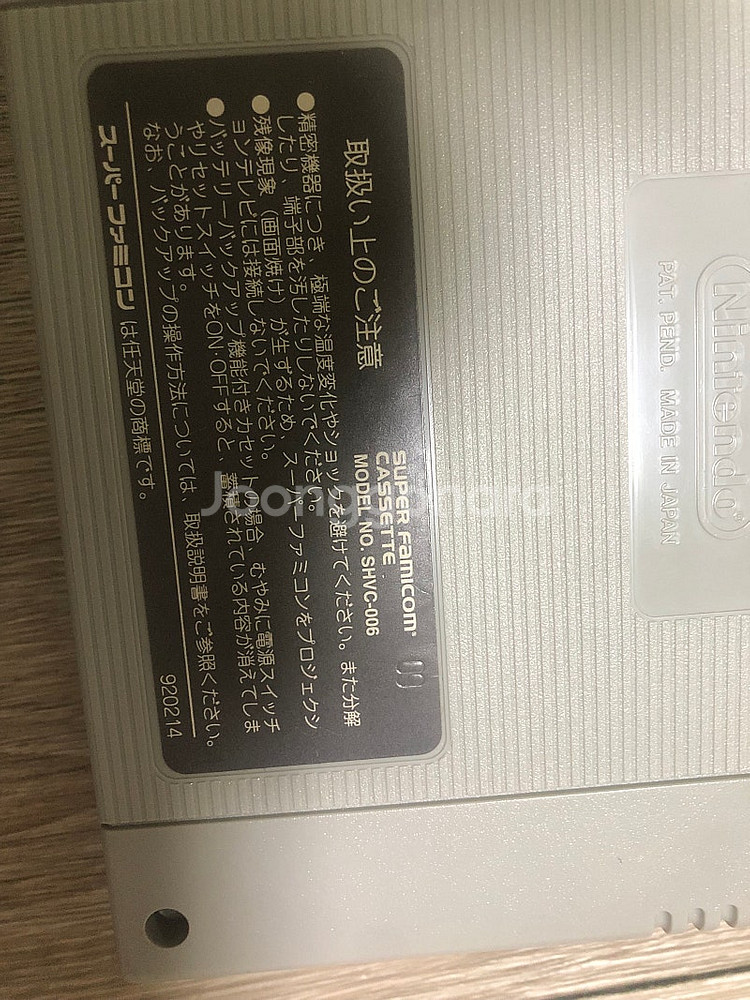 Nintendo®
PAT. PEND. MADE IN JAPAN
取扱い上のご注意
SUPER FAMICOM
CASSETTE
MODEL NO. SHVC-006
●精密機器につき、極端な温度変化やショックを避けてください。また分解
したり、端子部を汚したりしないでください。
●残像現象（画面焼け）が生ずるため、スーパーファミコンをプロジェクシ
ョンテレビには接続しないでください。
●バッテリーバックアップ機能付きカセットの場合、むやみに電源スイッチ
やリセットスイッチをON・OFFすると、蓄積されている内容が消えてしま
うことがあります。
なお、バックアップの操作方法については、取扱説明書をご参照ください。
スーパーファミコンは任天堂の商標です。
920214
Joonggonara